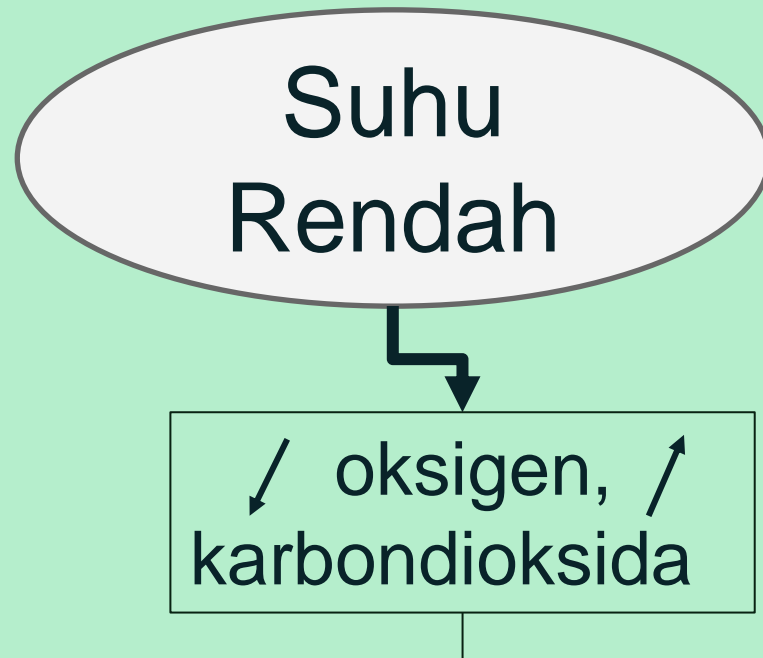 Suhu
Rendah
↙ oksigen, ↗
karbondioksida